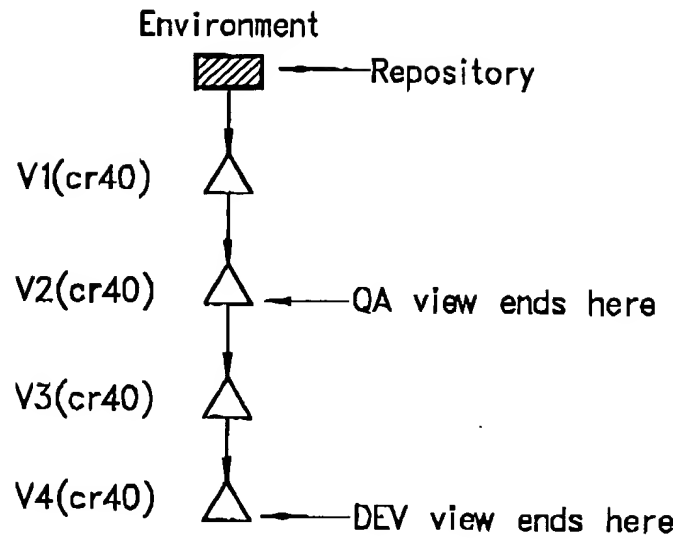 Environment
Repository
V1(cr40)
V2(cr40)
QA view ends here
V3(cr40)
V4(cr40)
DEV view ends here